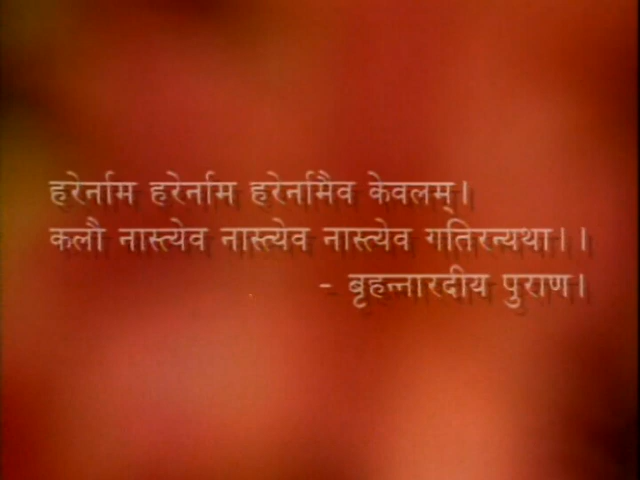 हरेर्नाम हरेर्नाम हरेर्नामैव केवलम्।
कलौ नास्त्येव नास्त्येव नास्त्येव गतिरन्यथा।।
- बृहन्नारदीय पुराण।